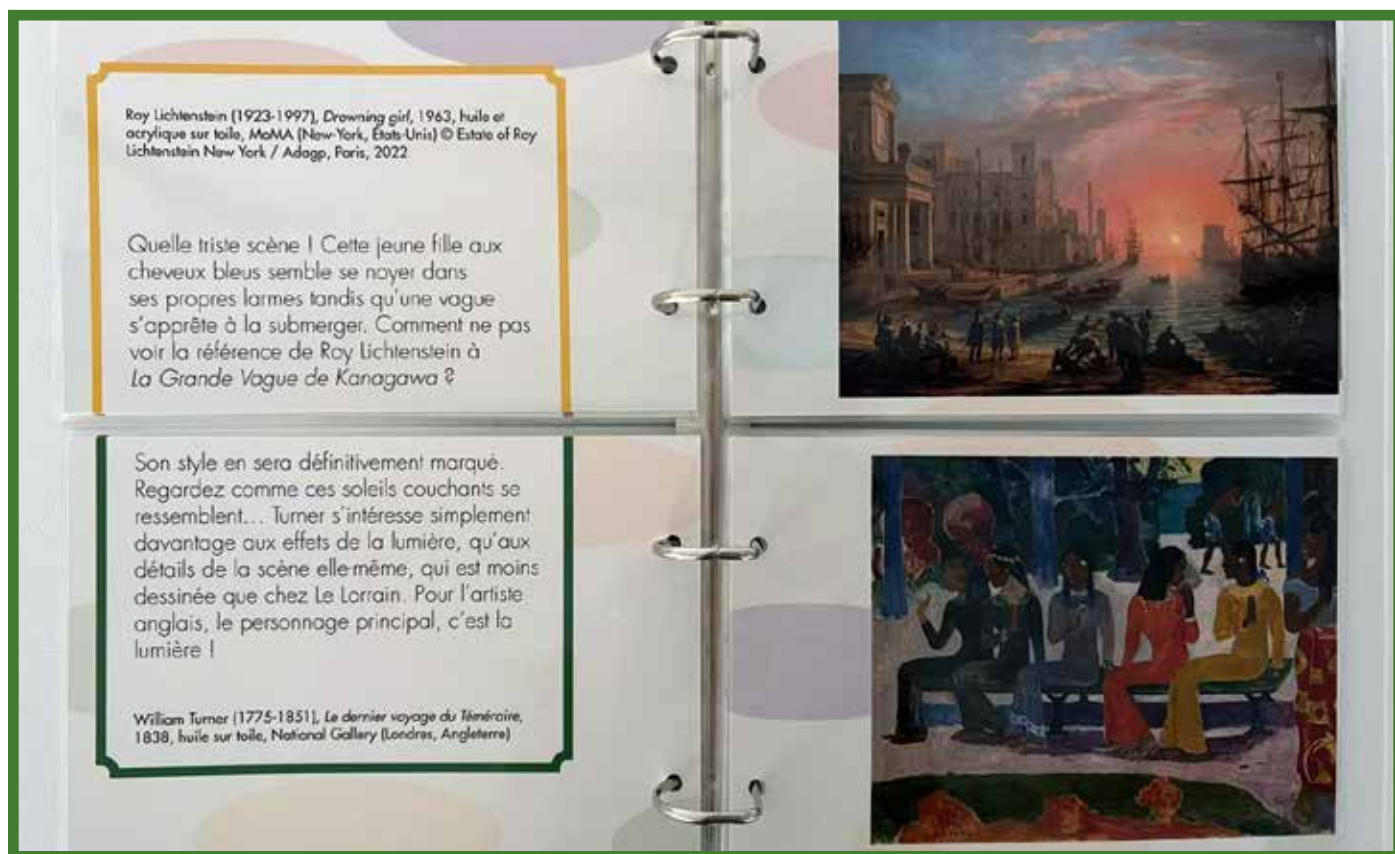 Roy Lichtenstein (1923-1997), Drowning girl, 1963, huile et
acrylique sur toile, MoMA (New-York, États-Unis) © Estate of Roy
Lichtenstein New York / Adagp, Paris, 2022
Quelle triste scène ! Cette jeune fille aux
cheveux bleus semble se noyer dans
ses propres larmes tandis qu'une vague
s'apprête à la submerger. Comment ne pas
voir la référence de Roy Lichtenstein à
La Grande Vague de Kanagawa ?
Son style en sera définitivement marqué.
Regardez comme ces soleils couchants se
ressemblent... Turner s'intéresse simplement
davantage aux effets de la lumière, qu'aux
détails de la scène elle-même, qui est moins
dessinée que chez Le Lorrain. Pour l'artiste
anglais, le personnage principal, c'est la
lumière !
William Turner (1775-1851), Le dernier voyage du Téméraire,
1838, huile sur toile, National Gallery (Londres, Angleterre)